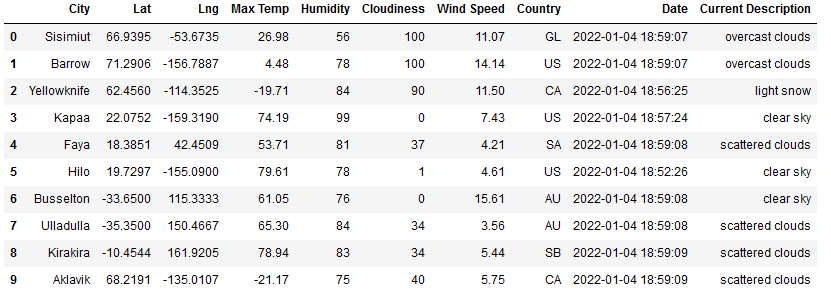 City Lat Lng Max Temp Humidity Cloudiness Wind Speed Country Date Current Description
0 Sisimiut 66.9395 -53.6735 26.98 56 100 11.07 GL 2022-01-04 18:59:07 overcast clouds
1 Barrow 71.2906 -156.7887 4.48 78 100 14.14 US 2022-01-04 18:59:07 overcast clouds
2 Yellowknife 62.4560 -114.3525 -19.71 84 90 11.50 CA 2022-01-04 18:56:25 light snow
3 Kapaa 22.0752 -159.3190 74.19 99 0 7.43 US 2022-01-04 18:57:24 clear sky
4 Faya 18.3851 42.4509 53.71 81 37 4.21 SA 2022-01-04 18:59:08 scattered clouds
5 Hilo 19.7297 -155.0900 79.61 78 1 4.61 US 2022-01-04 18:52:26 clear sky
6 Busselton -33.6500 115.3333 61.05 76 0 15.61 AU 2022-01-04 18:59:08 clear sky
7 Ulladulla -35.3500 150.4667 65.30 84 34 3.56 AU 2022-01-04 18:59:08 scattered clouds
8 Kirakira -10.4544 161.9205 78.94 83 34 5.44 SB 2022-01-04 18:59:09 scattered clouds
9 Aklavik 68.2191 -135.0107 -21.17 75 40 5.75 CA 2022-01-04 18:59:09 scattered clouds